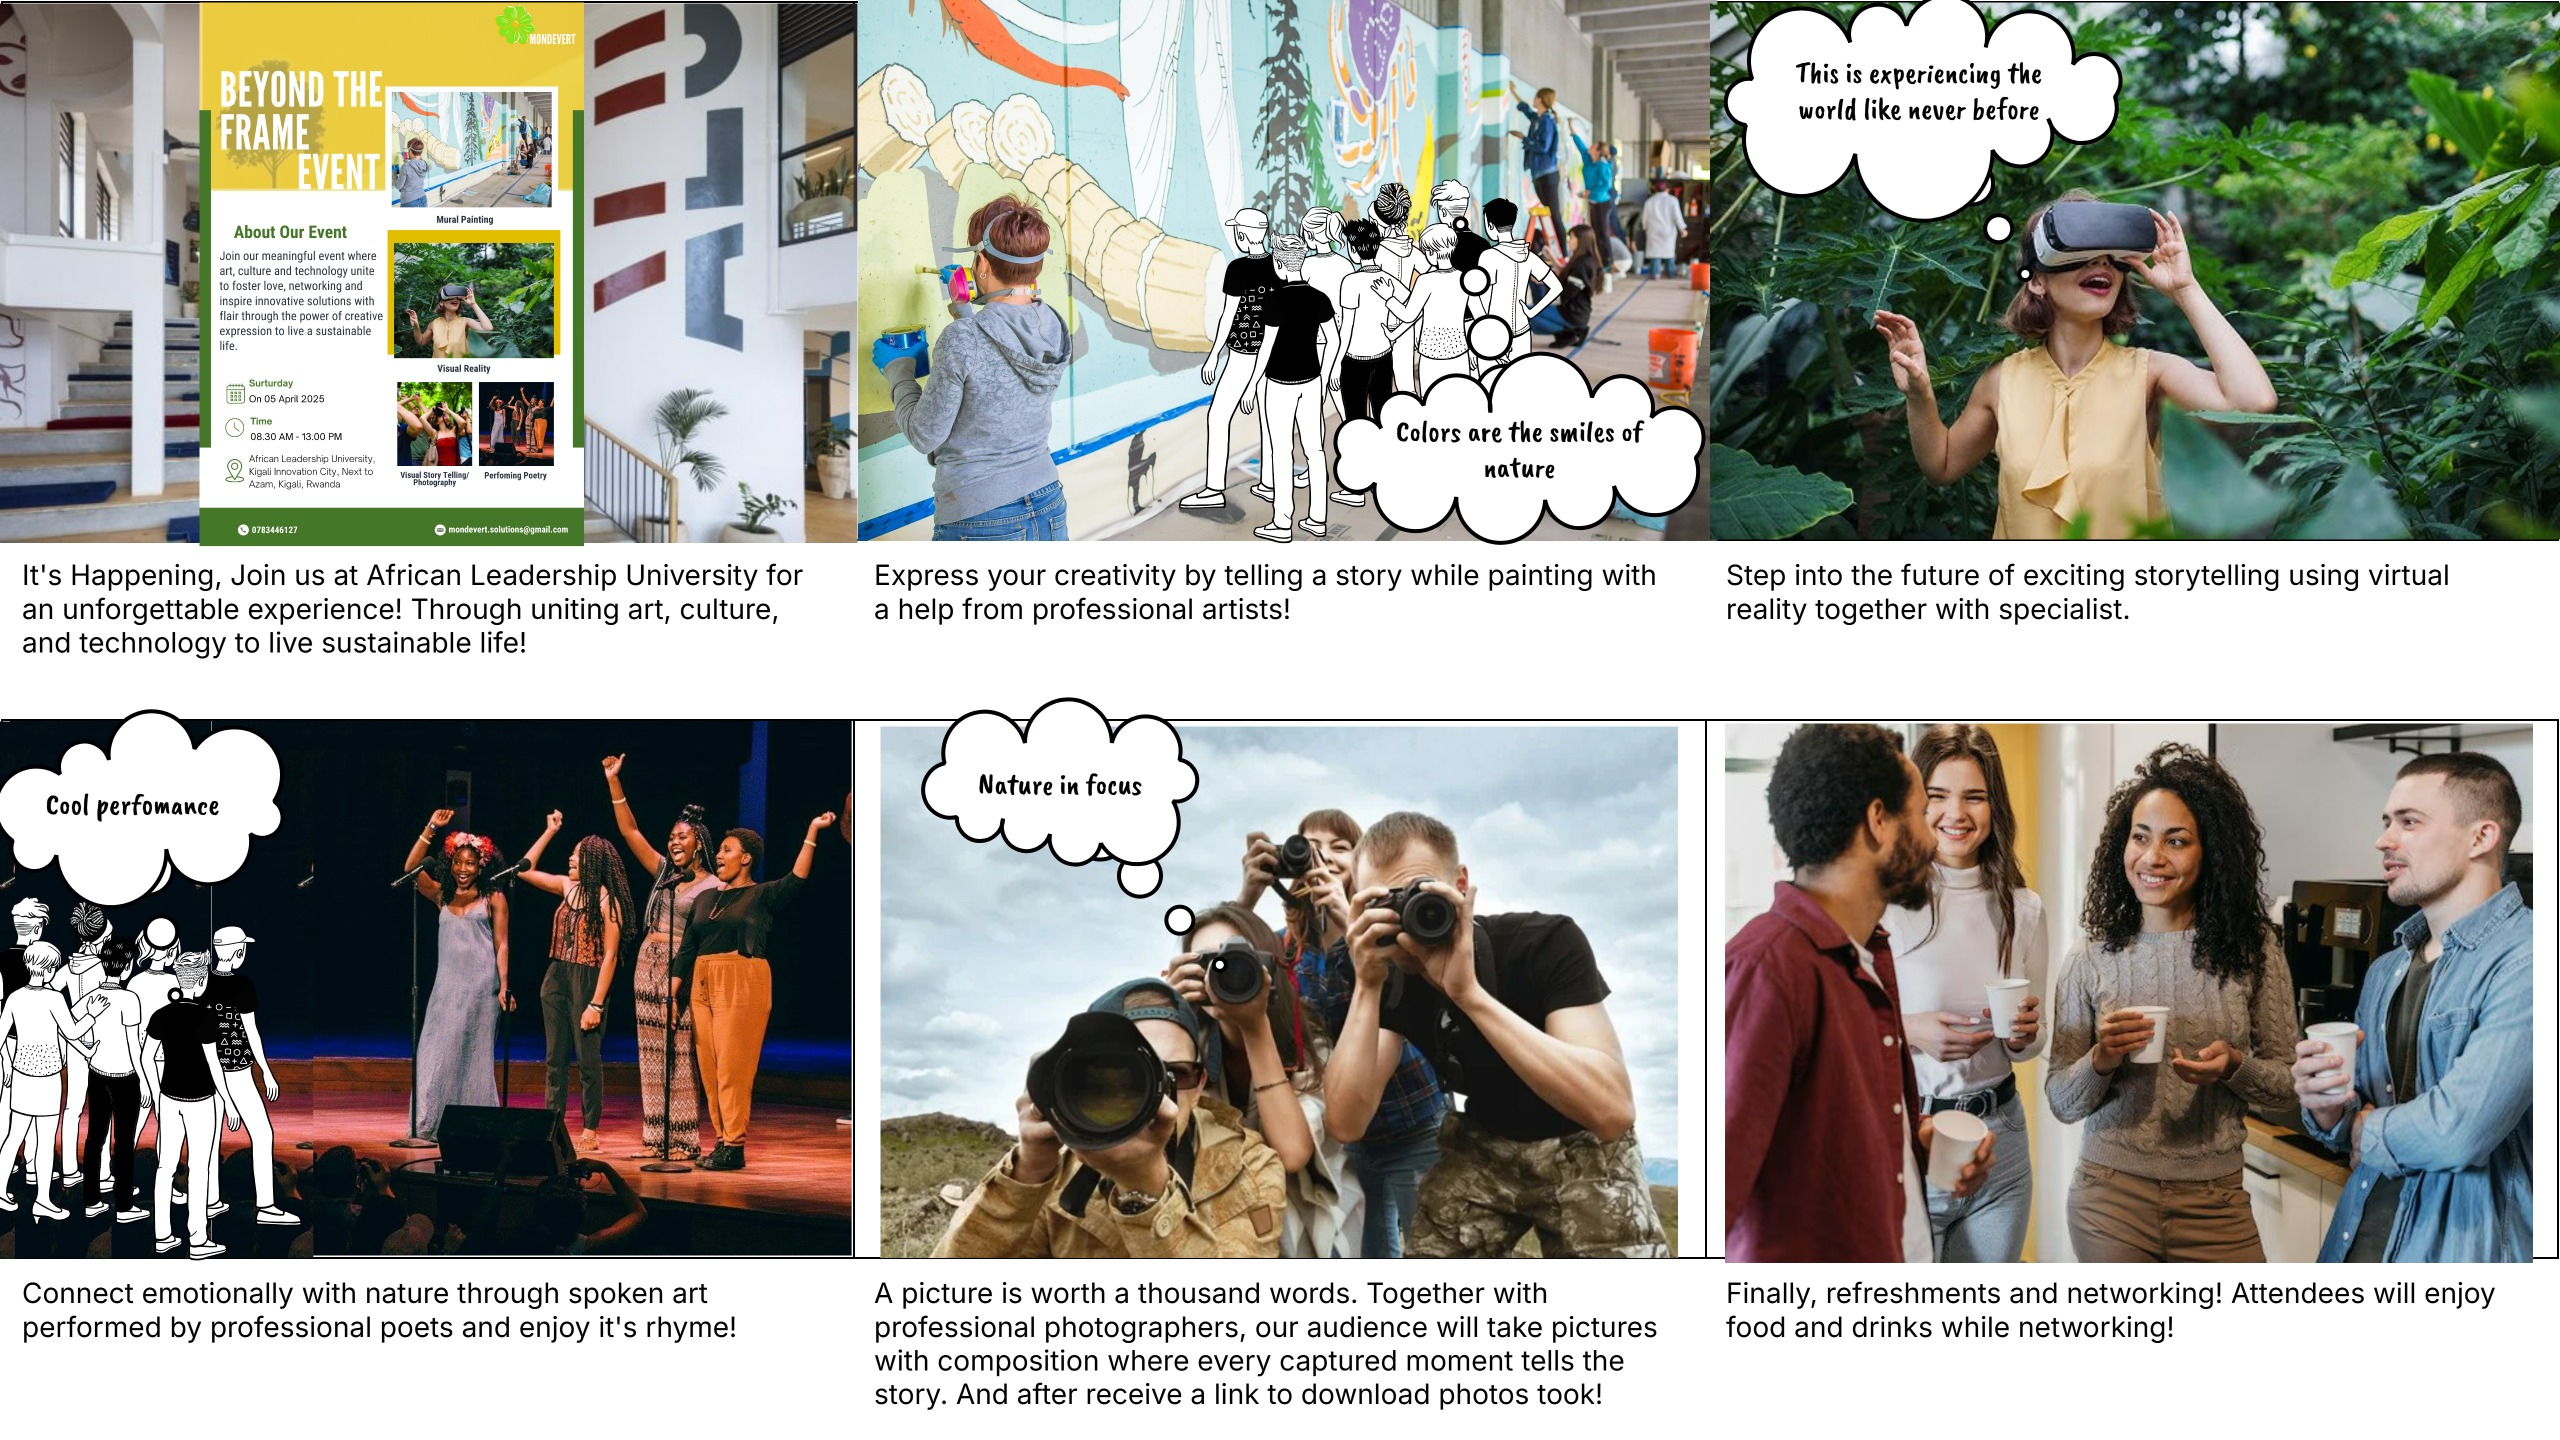 MONDEVERT
BEYOND THE
FRAME
EVENT
Mural Painting
About Our Event
Join our meaningful event where
art, culture and technology unite
to foster love, networking and
inspire innovative solutions with
flair through the power of creative
expression to live a sustainable
life.
Visual Reality
Surturday
On 05 April 2025
Time
08.30 AM - 13.00 PM
African Leadership University,
Kigali Innovation City, Next to
Azam, Kigali, Rwanda
Visual Story Telling/
Photography
Perfoming Poetry
0783446127
mondevert.solutions@gmail.com
ALU
It's Happening, Join us at African Leadership University for
an unforgettable experience! Through uniting art, culture,
and technology to live sustainable life!
Colors are the smiles of
nature
Express your creativity by telling a story while painting with
a help from professional artists!
This is experiencing the
world like never before
Step into the future of exciting storytelling using virtual
reality together with specialist.
Cool perfomance
Connect emotionally with nature through spoken art
performed by professional poets and enjoy it's rhyme!
Nature in focus
A picture is worth a thousand words. Together with
professional photographers, our audience will take pictures
with composition where every captured moment tells the
story. And after receive a link to download photos took!
Finally, refreshments and networking! Attendees will enjoy
food and drinks while networking!